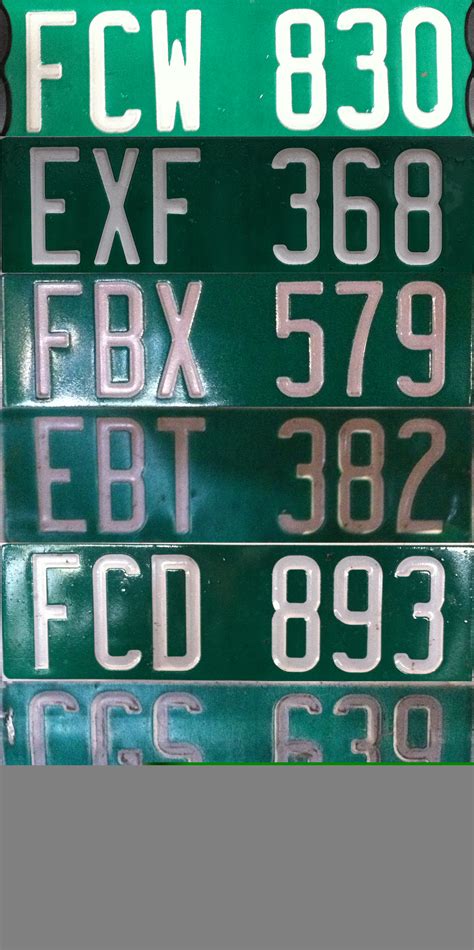 FCW 830
EXF 368
FBX 579
EBT 382
FCD 893